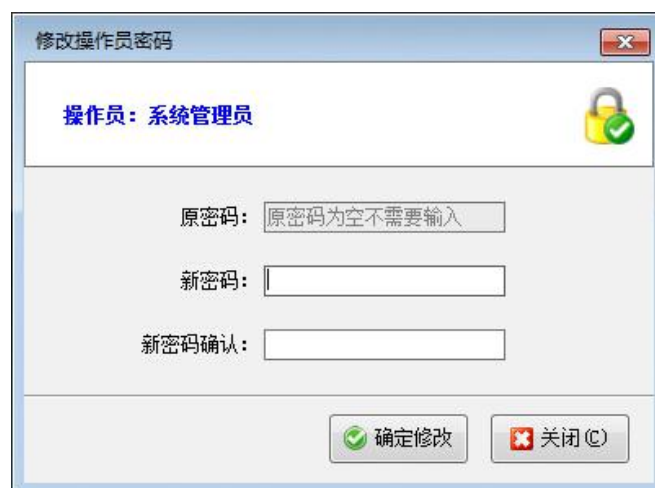 修改操作员密码
操作员：系统管理员
原密码： 原密码为空不需要输入
新密码：
新密码确认：
确定修改 关闭(C)